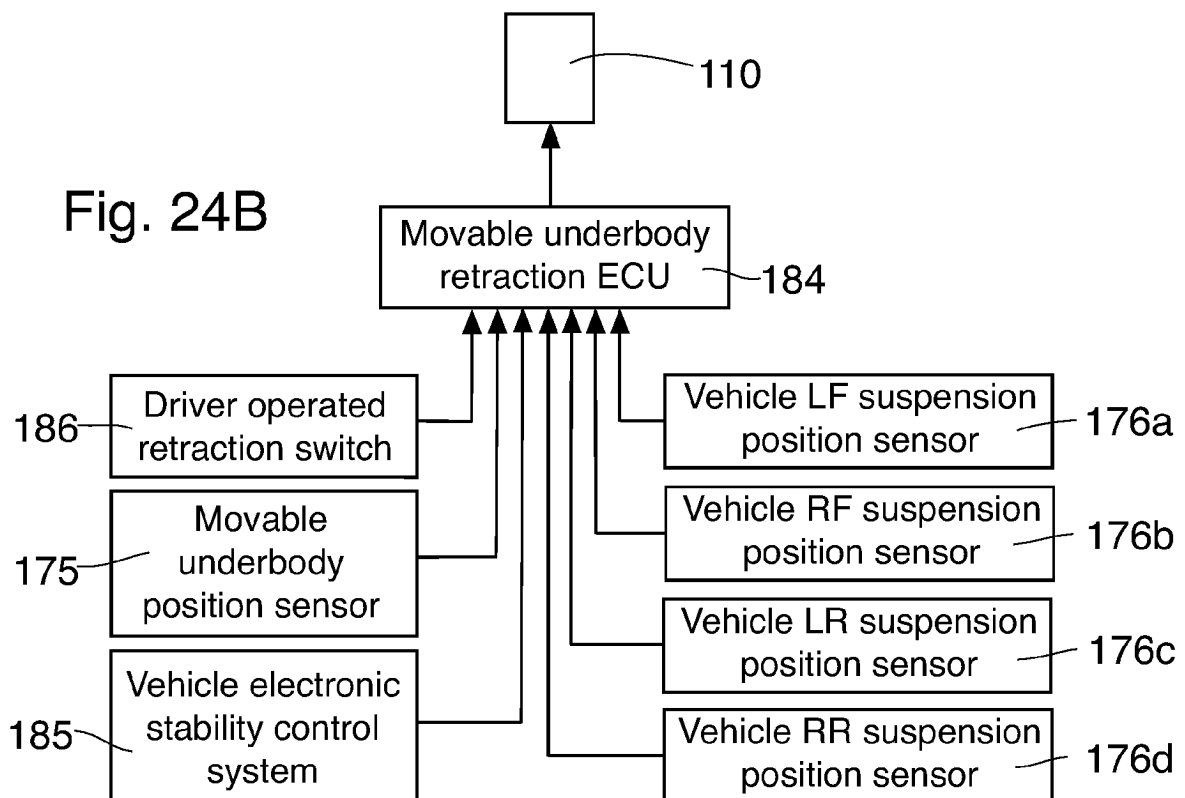 110
Fig. 24B
Movable underbody
retraction ECU
184
Driver operated
retraction switch
186
Movable
underbody
position sensor
175
Vehicle electronic
stability control
system
185
Vehicle LF suspension
position sensor
176a
Vehicle RF suspension
position sensor
176b
Vehicle LR suspension
position sensor
176c
Vehicle RR suspension
position sensor
176d